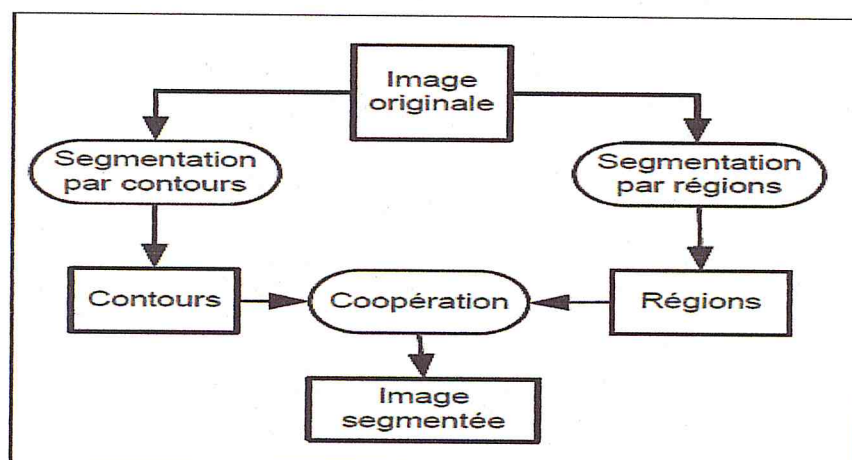 Image
originale
Segmentation
par contours
Segmentation
par régions
Contours
Coopération
Régions
Image
segmentée